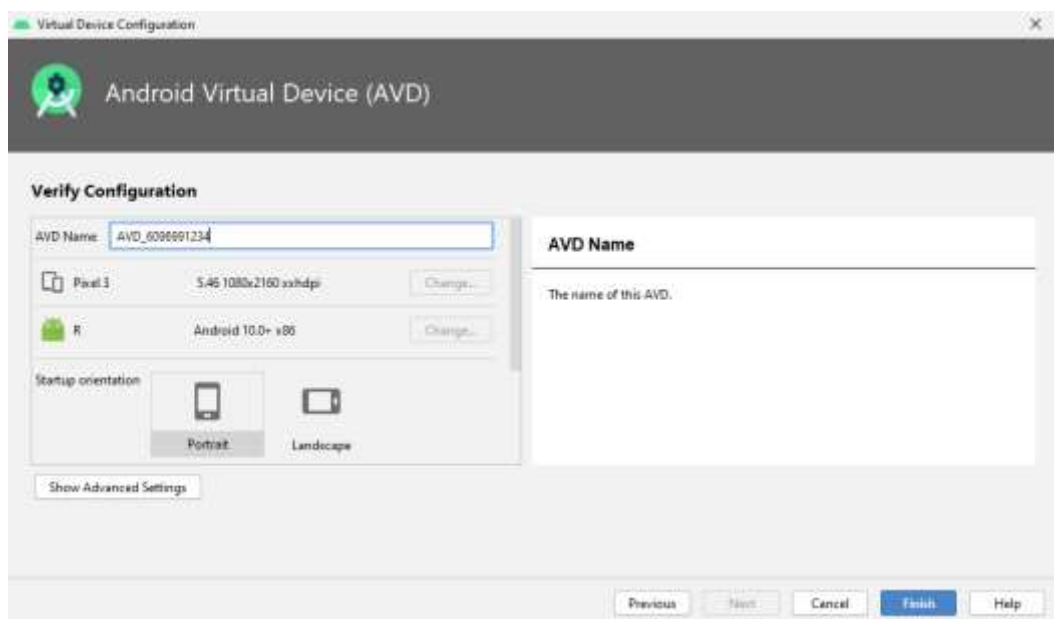 Virtual Device Configuration
Android Virtual Device (AVD)
Verify Configuration
AVD Name AVD_6096991234
Pixel 3 5.46 1080x2160 xxhdpi Change...
R Android 10.0+ x86 Change...
Startup orientation
Portrait Landscape
Show Advanced Settings
AVD Name
The name of this AVD.
Previous Next Cancel Finish Help